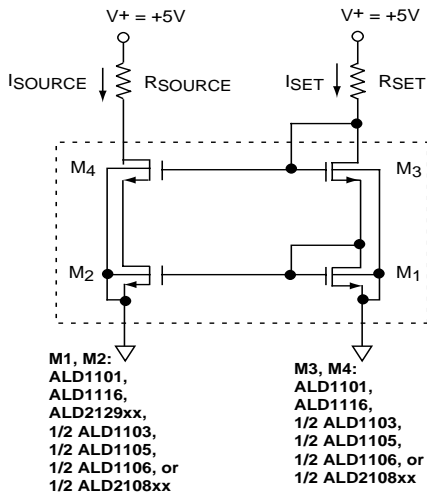 V+ = +5V
V+ = +5V
ISOURCE
RSOURCE
ISET
RSET
M4
M3
M2
M1
M1, M2:
ALD1101,
ALD1116,
ALD2129xx,
1/2 ALD1103,
1/2 ALD1105,
1/2 ALD1106, or
1/2 ALD2108xx
M3, M4:
ALD1101,
ALD1116,
1/2 ALD1103,
1/2 ALD1105,
1/2 ALD1106, or
1/2 ALD2108xx